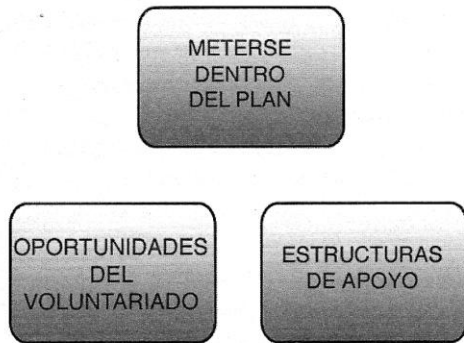 METERSE
DENTRO
DEL PLAN
OPORTUNIDADES
DEL
VOLUNTARIADO
ESTRUCTURAS
DE APOYO